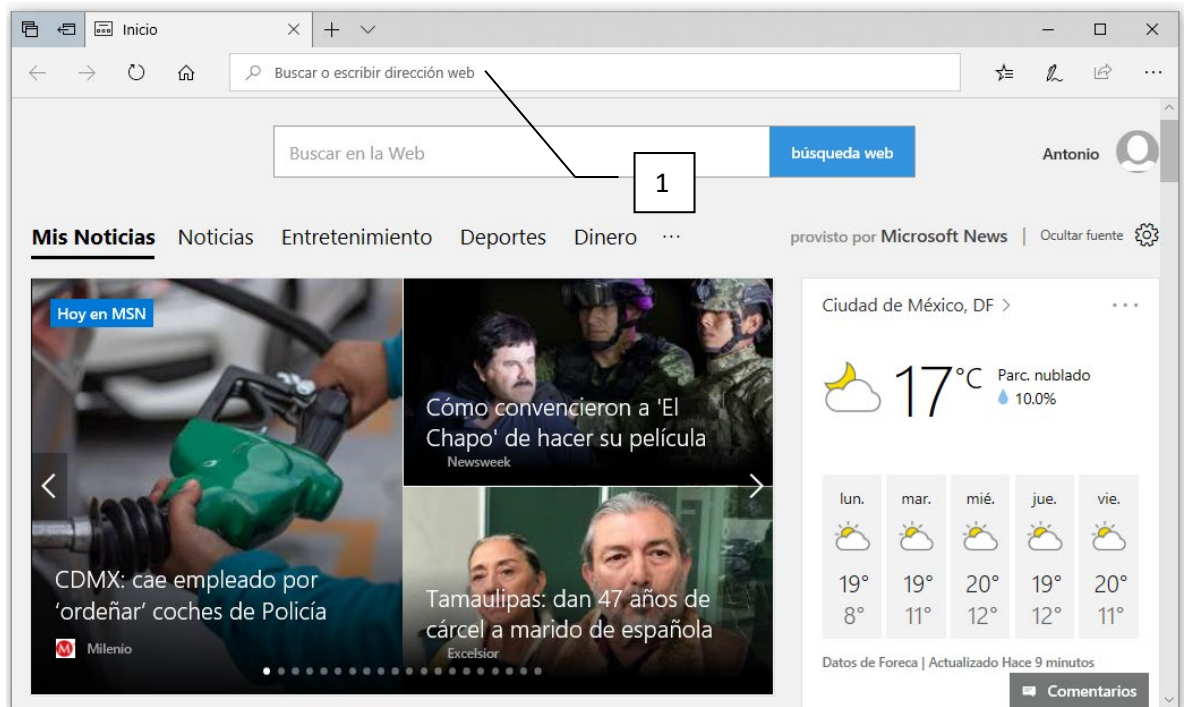 Inicio
Buscar o escribir dirección web
Buscar en la Web
búsqueda web
Antonio
1
Mis Noticias Noticias Entretenimiento Deportes Dinero ...
provisto por Microsoft News | Ocultar fuente
Hoy en MSN
CDMX: cae empleado por
‘ordeñar’ coches de Policía
Milenio
Cómo convencieron a 'El
Chapo' de hacer su película
Newsweek
Tamaulipas: dan 47 años de
cárcel a marido de española
Excelsior
Ciudad de México, DF >
17°C Parc. nublado
10.0%
lun. mar. mié. jue. vie.
19° 19° 20° 19° 20°
8° 11° 12° 12° 11°
Datos de Foreca | Actualizado Hace 9 minutos
Comentarios